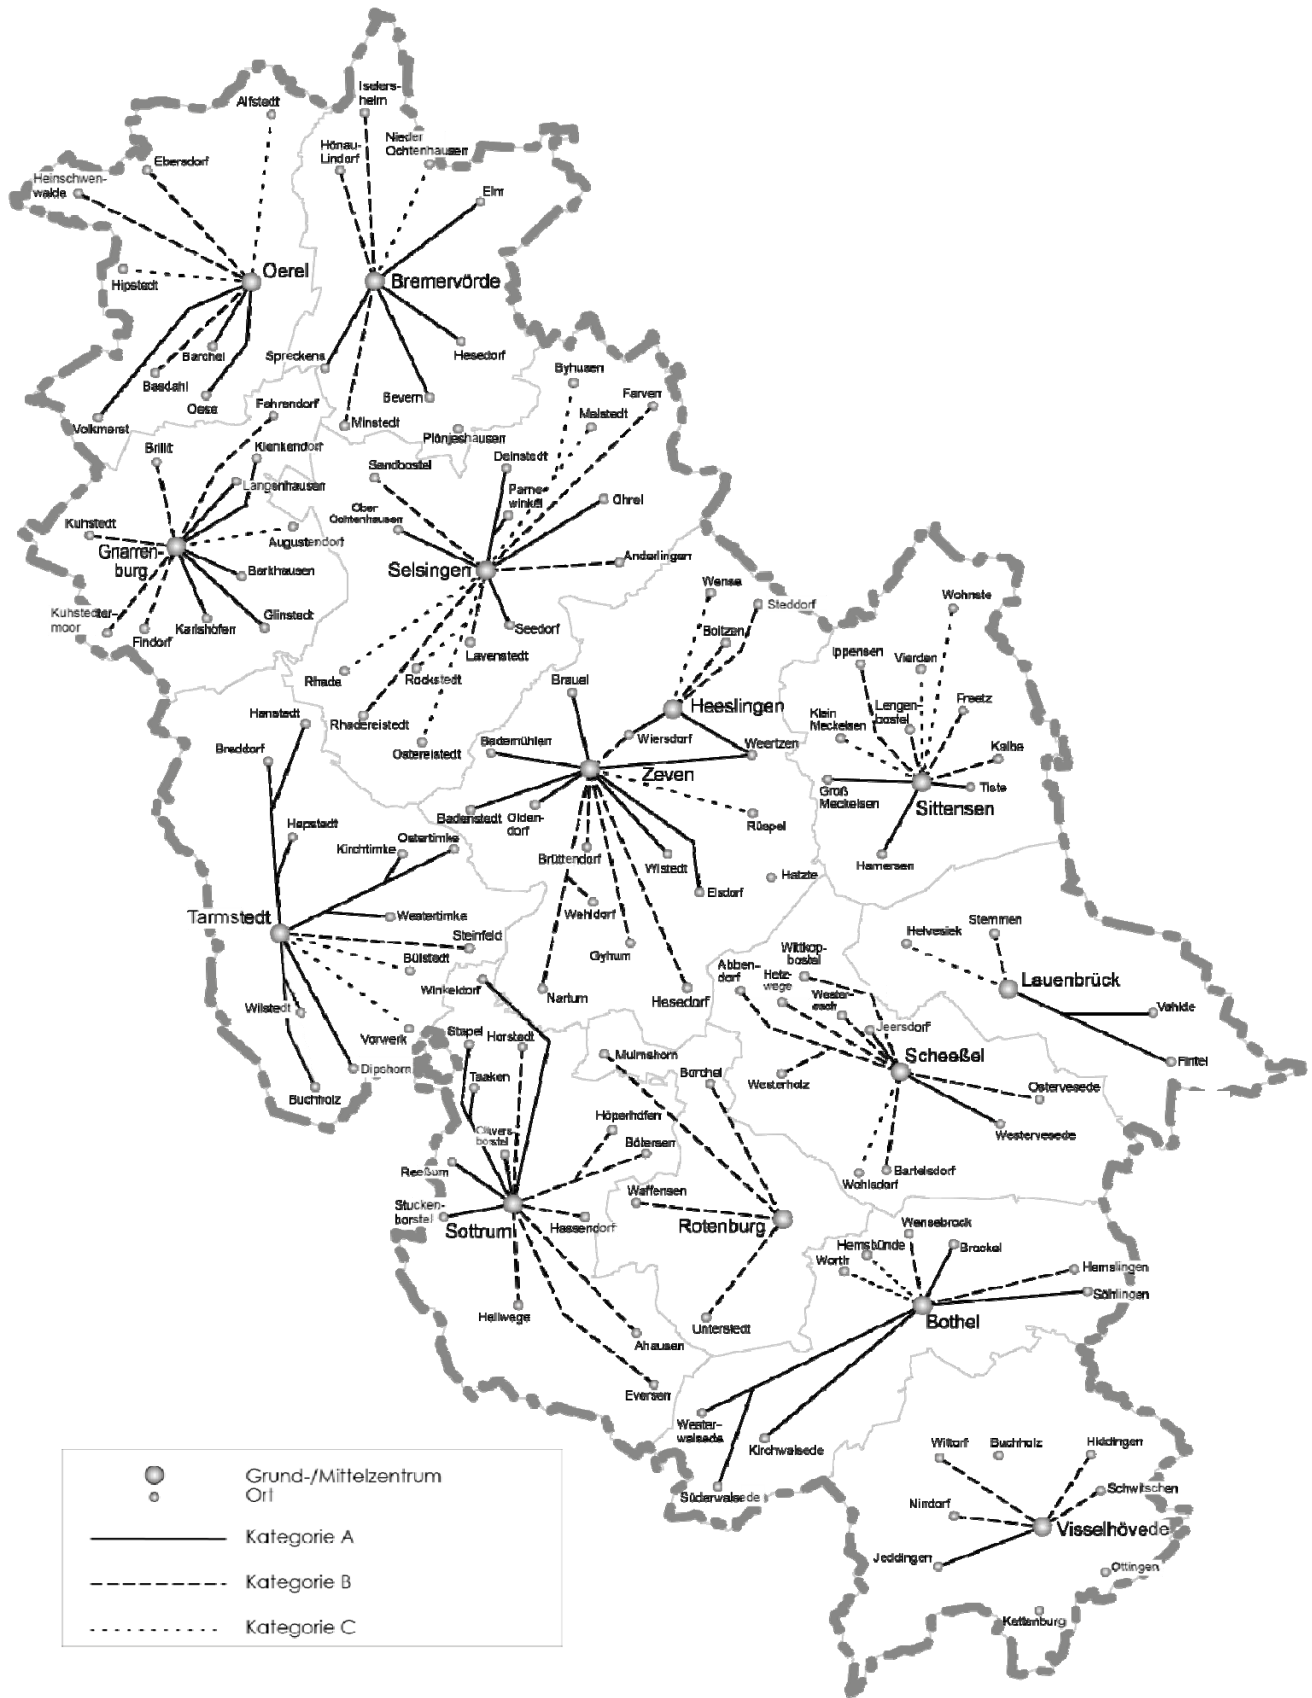 Iselers-
heim
Alfstedt
Nieder
Ochtenhausen
Hönau-
Lindorf
Ebersdorf
Heinschwen-
walde
Elm
Oerel
Bremervörde
Hipstedt
Barchel
Spreckens
Hesedorf
Basdahl
Byhusen
Oese
Bevern
Farven
Fahrendorf
Malstedt
Volkmarst
Minstedt
Plönjeshausen
Brillit
Klenkendorf
Deinstedt
Sandbostel
Langenhausen
Parne-
winkel
Ohrel
Ober
Ochtenhausen
Kuhstedt
Augustendorf
Gnarren-
burg
Anderlingen
Selsingen
Barkhausen
Wense
Wohnste
Steddorf
Kuhstedter-
moor
Glinstedt
Karlshöfen
Findorf
Seedorf
Boitzen
Ippensen
Vierden
Lavenstedt
Rhade
Rockstedt
Brauel
Heeslingen
Freetz
Lengen-
bostel
Klein
Meckelsen
Hanstedt
Rhadereistedt
Wiersdorf
Weertzen
Kalbe
Breddorf
Ostereistedt
Bademühlen
Zeven
Tiste
Groß
Meckelsen
Sittensen
Badenstedt
Olden-
dorf
Rüspel
Hepstedt
Ostertimke
Kirchtimke
Brüttendorf
Wistedt
Hamersen
Elsdorf
Hatzte
Tarmstedt
Westertimke
Wehldorf
Stemmen
Helvesiek
Steinfeld
Bülstedt
Gyhum
Wittkop-
bostel
Abben-
dorf
Hetz-
wege
Lauenbrück
Winkeldorf
Nartum
Hesedorf
Wester-
esch
Vahlde
Wilstedt
Jeersdorf
Vorwerk
Stapel
Horstedt
Mulmshorn
Scheeßel
Fintel
Dipshorn
Taaken
Borchel
Westerholz
Ostervesede
Buchholz
Höperhöfen
Clüvers-
borstel
Bötersen
Westervesede
Reeßum
Wohlsdorf
Bartelsdorf
Waffensen
Stucken-
borstel
Sottrum
Hassendorf
Rotenburg
Wensebrock
Hemsbünde
Brockel
Worth
Hemslingen
Söhlingen
Hellwege
Bothel
Unterstedt
Ahausen
Eversen
Wester-
walsede
Kirchwalsede
Wittorf
Buchholz
Hiddingen
Süderwalsede
Schwitschen
Nindorf
Visselhövede
Jeddingen
Ottingen
Kettenburg
Grund-/Mittelzentrum
Ort
Kategorie A
Kategorie B
Kategorie C